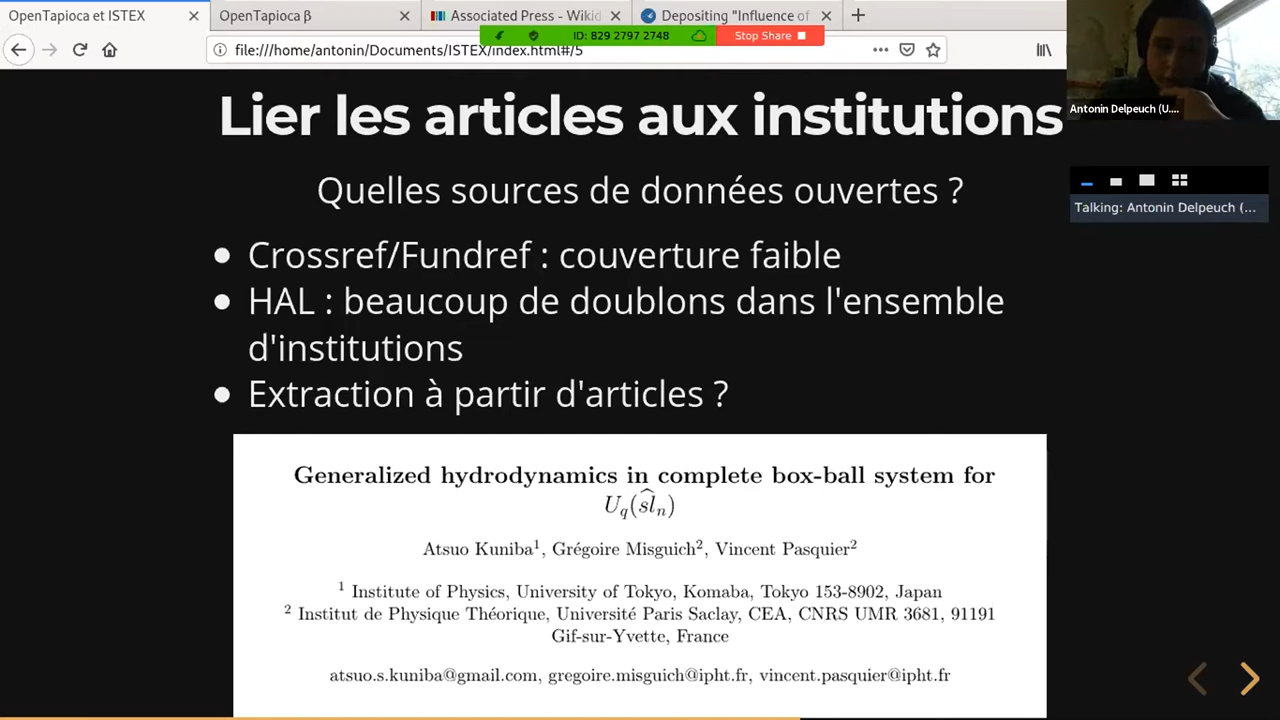 OpenTapioca et ISTEX
OpenTapioca β
Associated Press - Wikid
Depositing "Influence of
ID: 829 2797 2748
Stop Share
file:///home/antonin/Documents/ISTEX/index.html#/5
Antonin Delpeuch (U....
Talking: Antonin Delpeuch (...
Lier les articles aux institutions
Quelles sources de données ouvertes ?
Crossref/Fundref : couverture faible
HAL : beaucoup de doublons dans l'ensemble
d'institutions
Extraction à partir d'articles ?
Generalized hydrodynamics in complete box-ball system for
U_q(\widehat{sl}_n)
Atsuo Kuniba¹, Grégoire Misguich², Vincent Pasquier²
¹ Institute of Physics, University of Tokyo, Komaba, Tokyo 153-8902, Japan
² Institut de Physique Théorique, Université Paris Saclay, CEA, CNRS UMR 3681, 91191
Gif-sur-Yvette, France
atsuo.s.kuniba@gmail.com, gregoire.misguich@ipht.fr, vincent.pasquier@ipht.fr